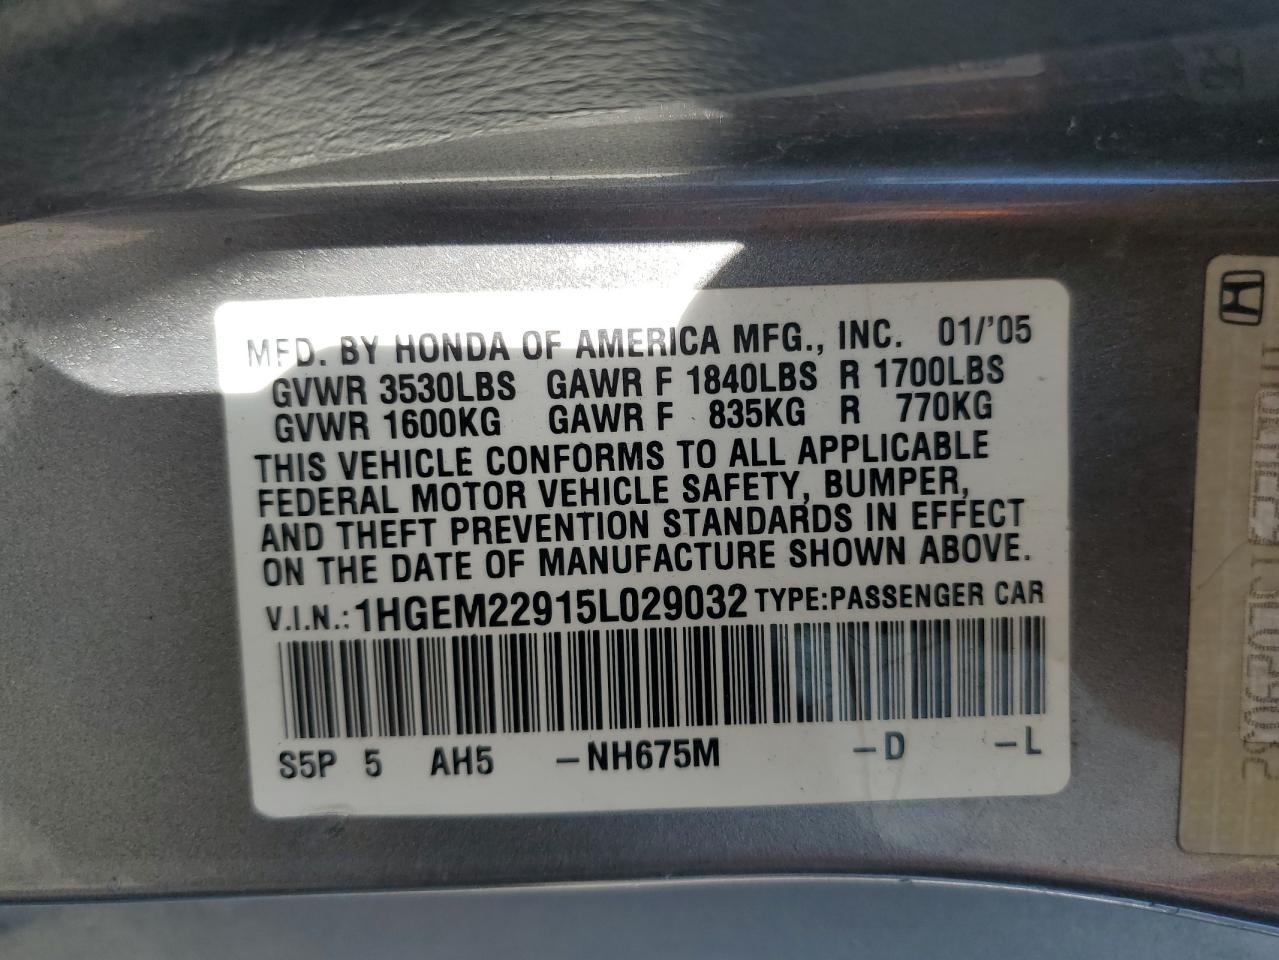 MFD. BY HONDA OF AMERICA MFG., INC. 01/'05
GVWR 3530LBS GAWR F 1840LBS R 1700LBS
GVWR 1600KG GAWR F 835KG R 770KG
THIS VEHICLE CONFORMS TO ALL APPLICABLE
FEDERAL MOTOR VEHICLE SAFETY, BUMPER,
AND THEFT PREVENTION STANDARDS IN EFFECT
ON THE DATE OF MANUFACTURE SHOWN ABOVE.
V.I.N.: 1HGEM22915L029032 TYPE:PASSENGER CAR
S5P 5 AH5 –NH675M –D –L